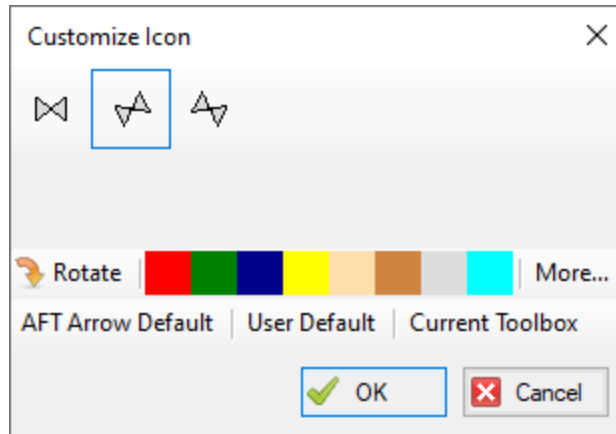 Customize Icon
Rotate More...
AFT Arrow Default User Default Current Toolbox
OK Cancel